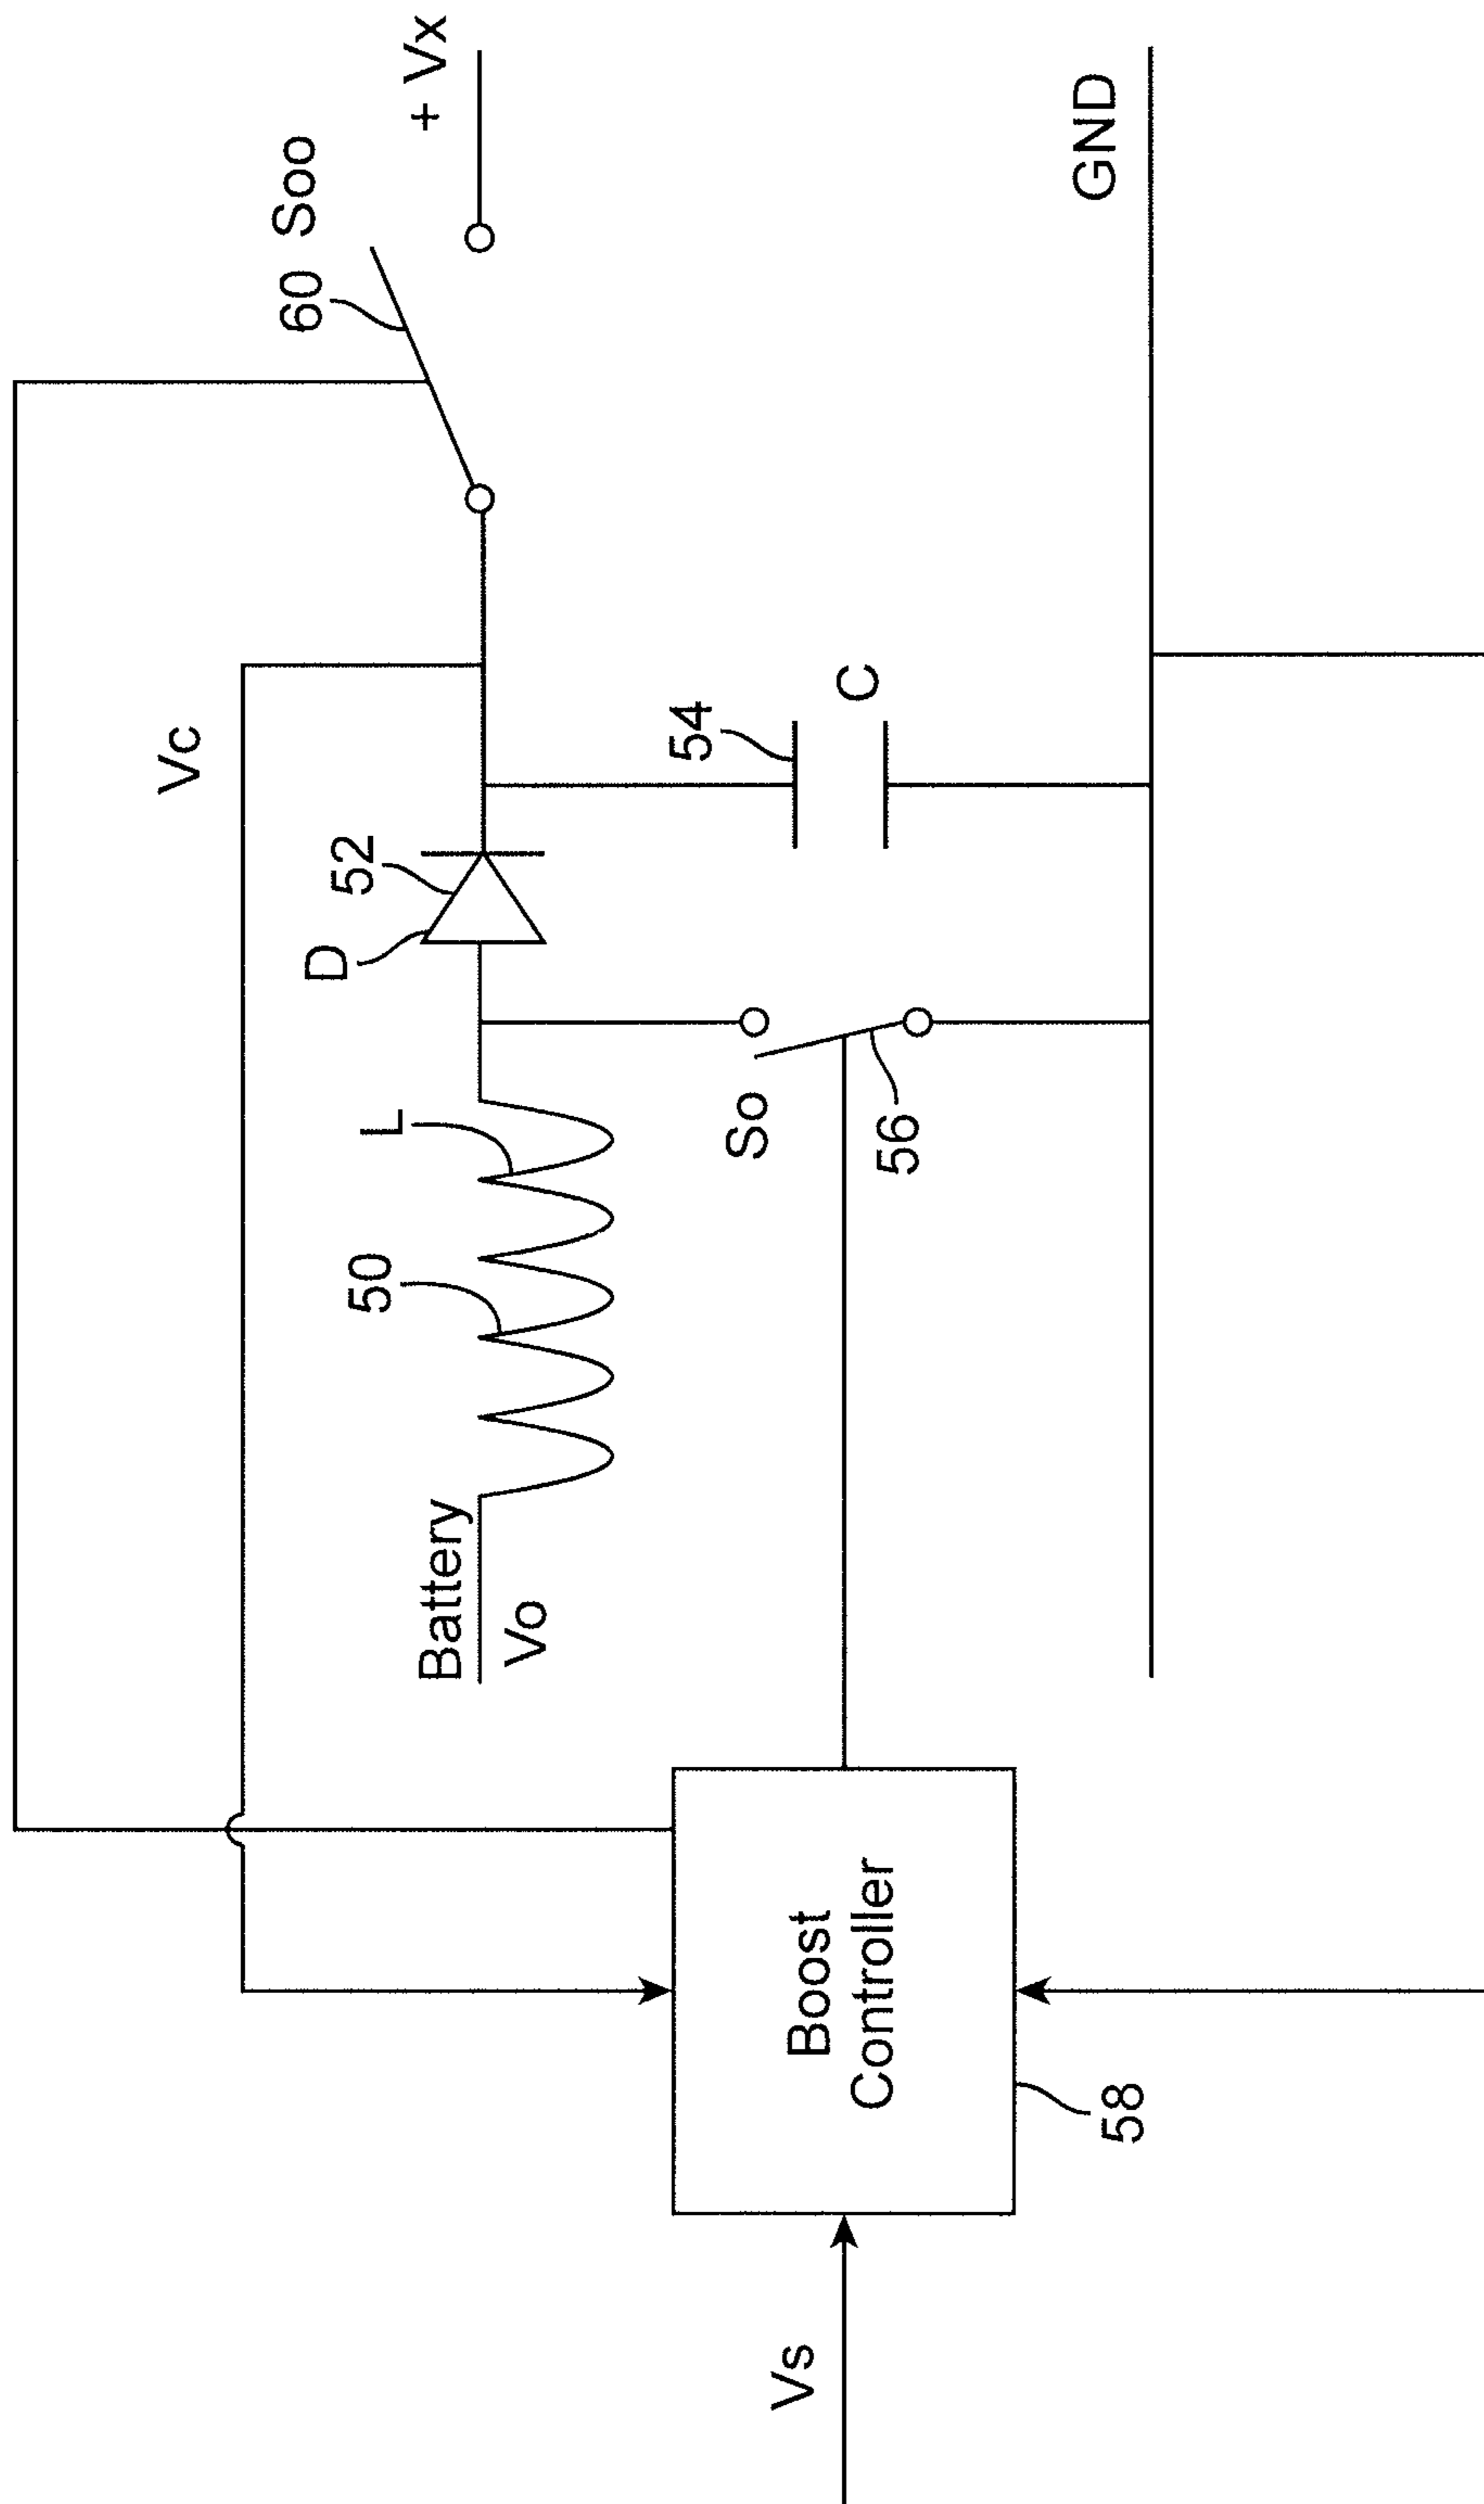 Vc
60 Soo
+ Vx
D
52
50
L
Battery
Vo
54
C
So
56
GND
Vs
Boost
Controller
58